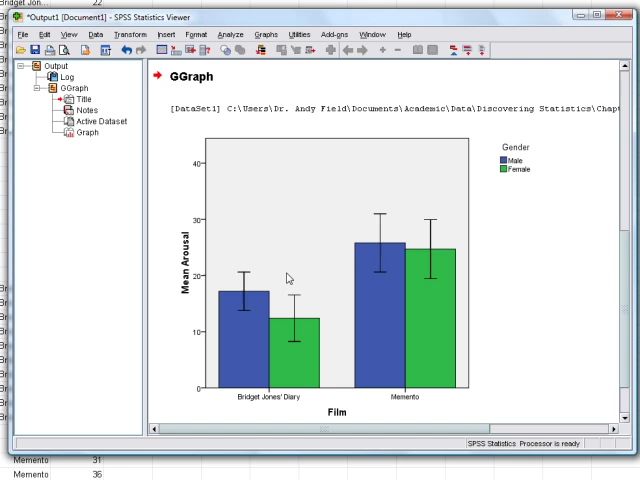 Bridget Jon... 22
*Output1 [Document1] - SPSS Statistics Viewer
File Edit View Data Transform Insert Format Analyze Graphs Utilities Add-ons Window Help
Output
Log
GGraph
Title
Notes
Active Dataset
Graph
GGraph
[DataSet1] C:\Users\Dr. Andy Field\Documents\Academic\Data\Discovering Statistics\Chapt
Gender
Male
Female
40
30
20
10
0
Mean Arousal
Bridget Jones' Diary Memento
Film
SPSS Statistics Processor is ready
Memento 31
Memento 36